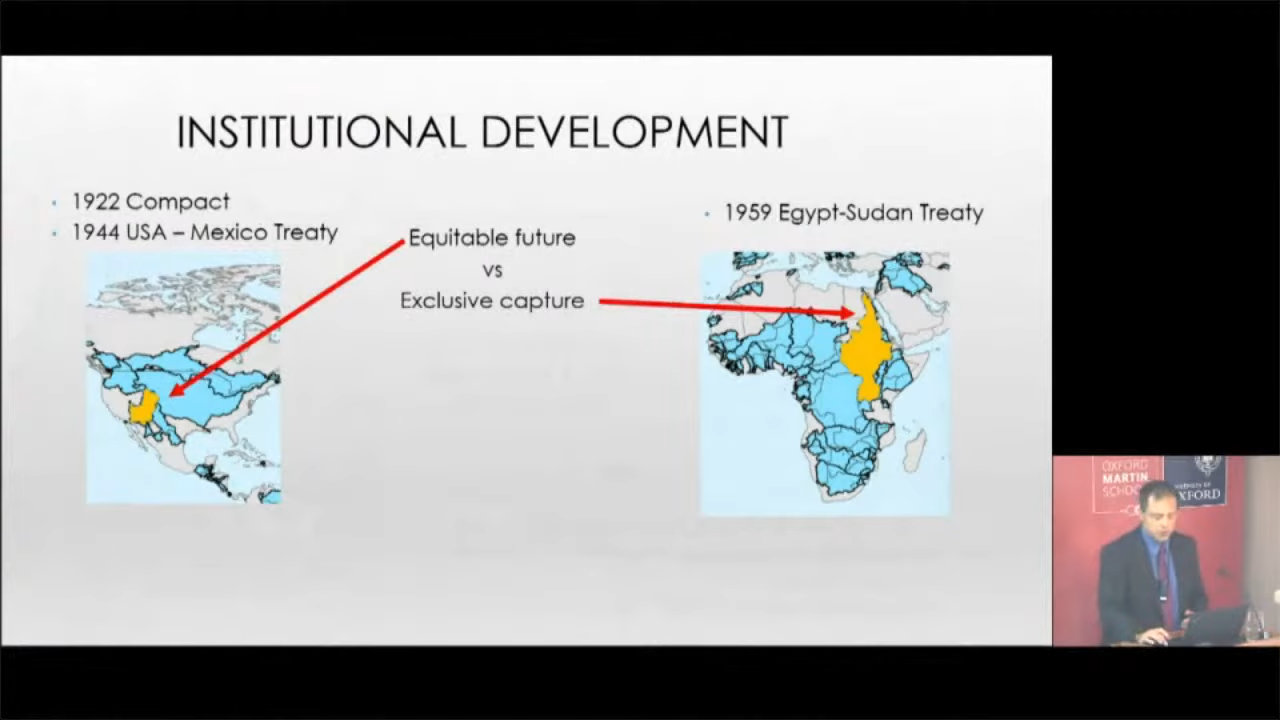 INSTITUTIONAL DEVELOPMENT
1922 Compact
1944 USA – Mexico Treaty
Equitable future
vs
Exclusive capture
1959 Egypt-Sudan Treaty
OXFORD
MARTIN
SCHOOL
UNIVERSITY OF
OXFORD